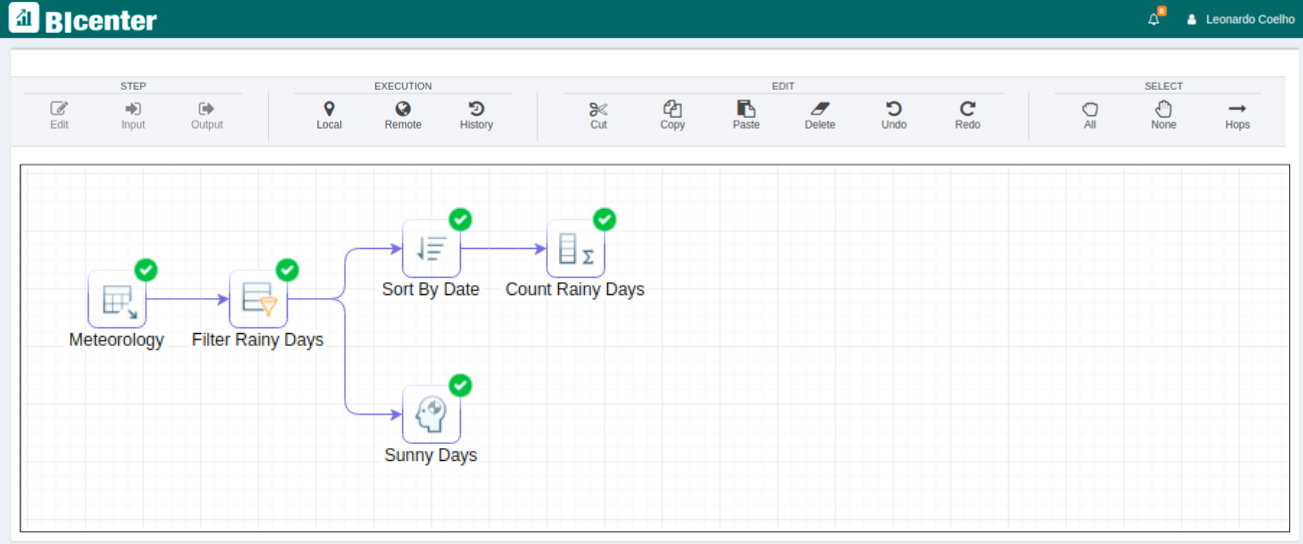 BIcenter
6 Leonardo Coelho
STEP EXECUTION EDIT SELECT
Edit Input Output Local Remote History Cut Copy Paste Delete Undo Redo All None Hops
Sort By Date Count Rainy Days
Meteorology Filter Rainy Days
Sunny Days